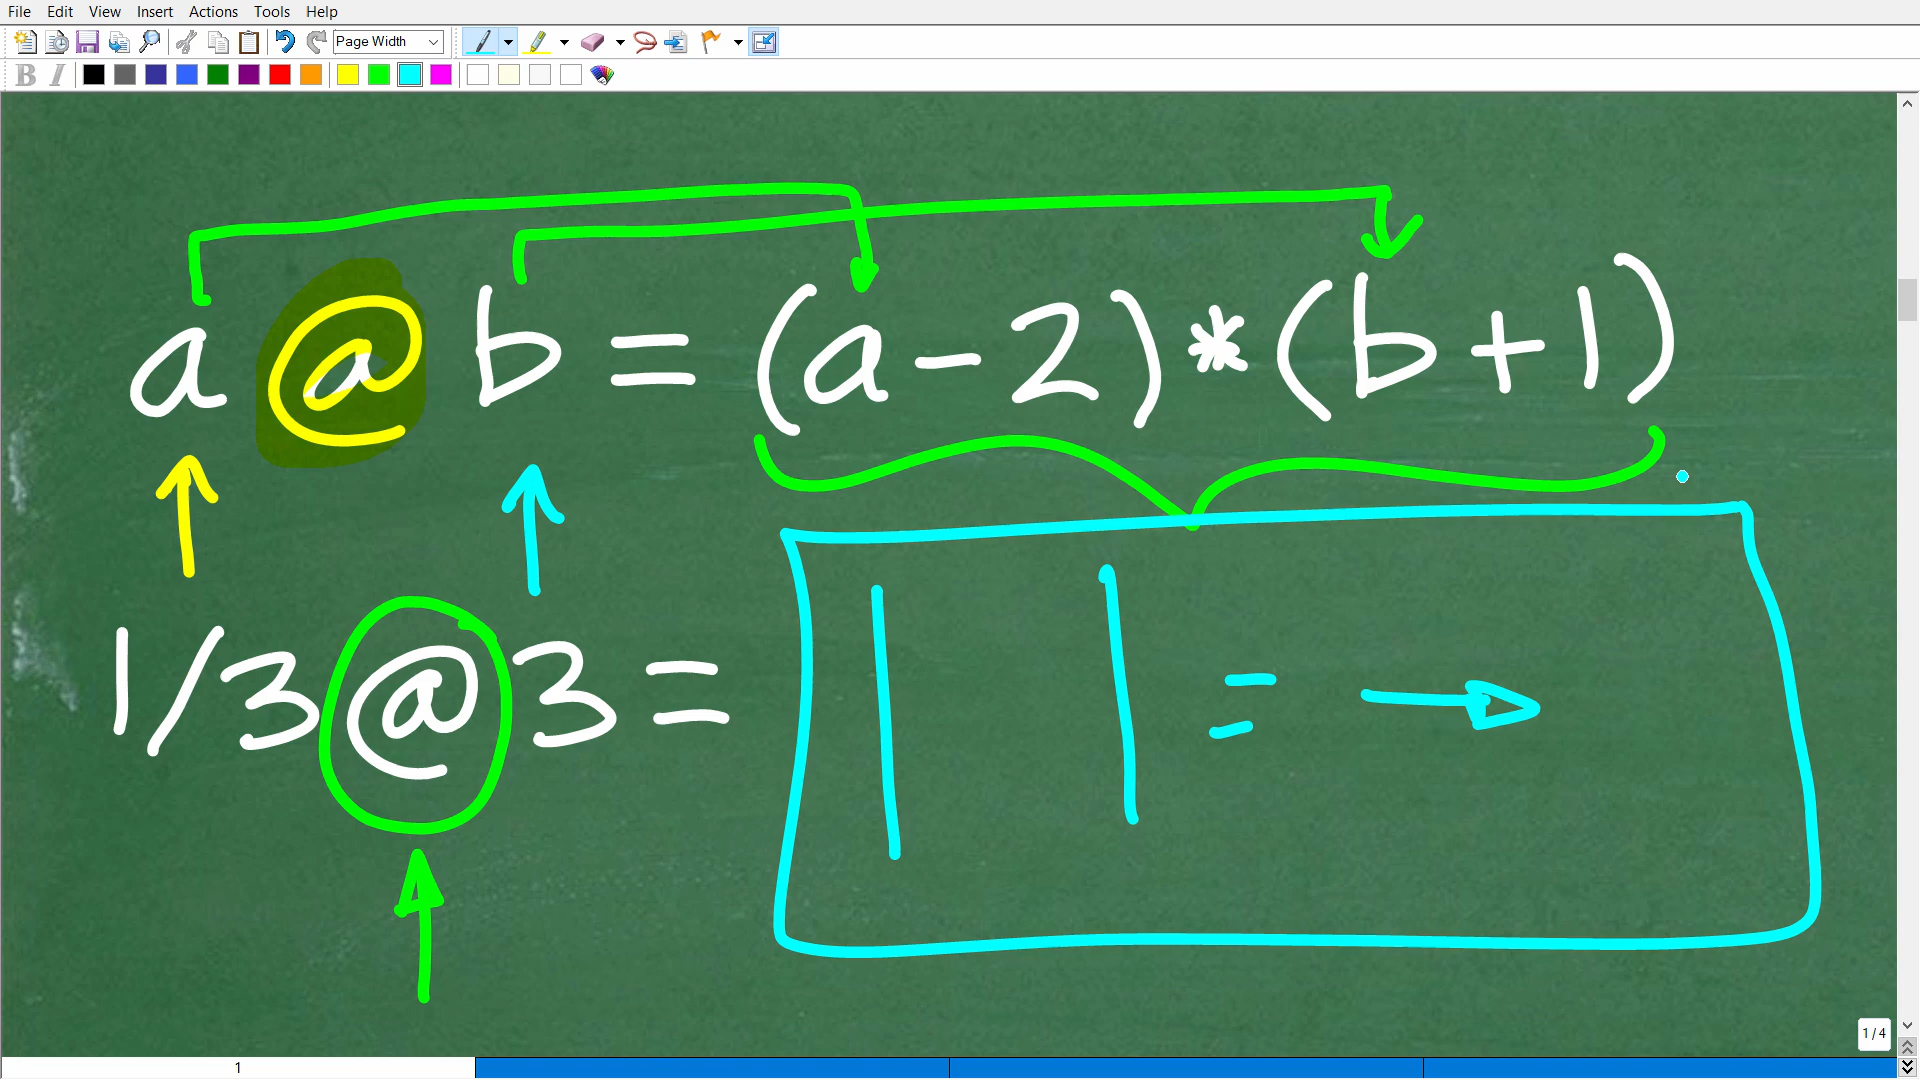 File Edit View Insert Actions Tools Help
Page Width
B I
a @ b = (a-2)*(b+1)
1/3@3=
=
1 / 4
1